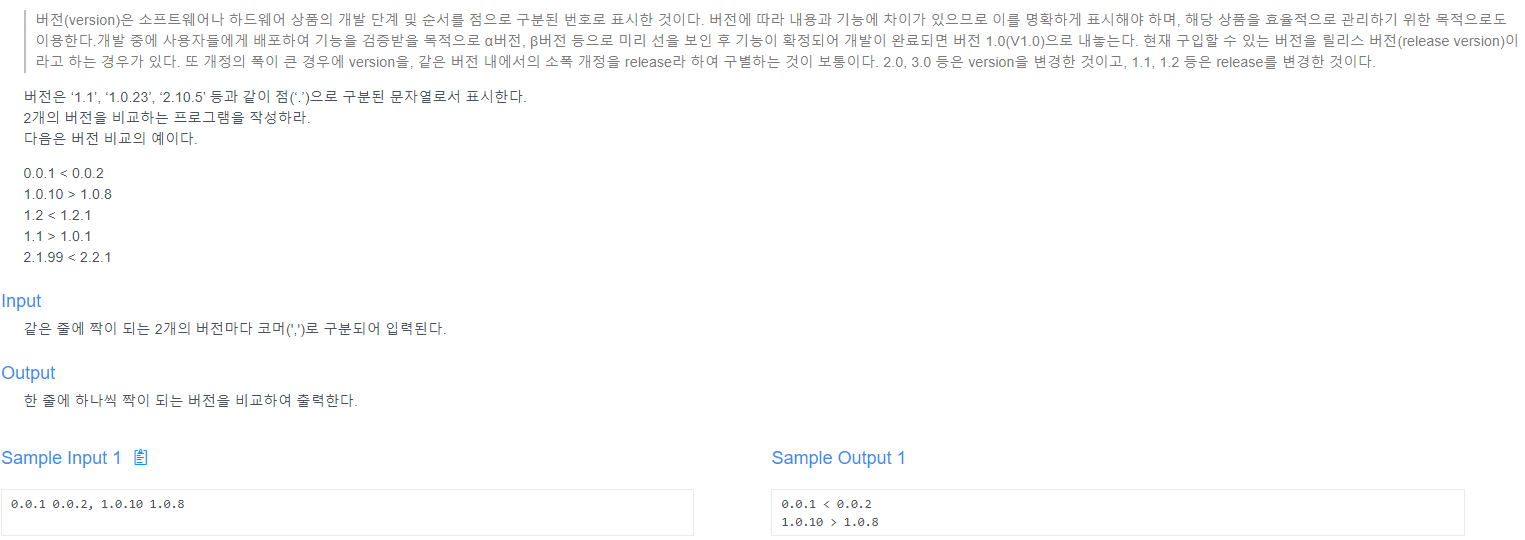 버전(version)은 소프트웨어나 하드웨어 상품의 개발 단계 및 순서를 점으로 구분된 번호로 표시한 것이다. 버전에 따라 내용과 기능에 차이가 있으므로 이를 명확하게 표시해야 하며, 해당 상품을 효율적으로 관리하기 위한 목적으로도
이용한다.개발 중에 사용자들에게 배포하여 기능을 검증받을 목적으로 α버전, β버전 등으로 미리 선을 보인 후 기능이 확정되어 개발이 완료되면 버전 1.0(V1.0)으로 내놓는다. 현재 구입할 수 있는 버전을 릴리스 버전(release version)이
라고 하는 경우가 있다. 또 개정의 폭이 큰 경우에 version을, 같은 버전 내에서의 소폭 개정을 release라 하여 구별하는 것이 보통이다. 2.0, 3.0 등은 version을 변경한 것이고, 1.1, 1.2 등은 release를 변경한 것이다.
버전은 ‘1.1’, ‘1.0.23’, ‘2.10.5’ 등과 같이 점(‘.’)으로 구분된 문자열로서 표시한다.
2개의 버전을 비교하는 프로그램을 작성하라.
다음은 버전 비교의 예이다.
0.0.1 < 0.0.2
1.0.10 > 1.0.8
1.2 < 1.2.1
1.1 > 1.0.1
2.1.99 < 2.2.1
Input
같은 줄에 짝이 되는 2개의 버전마다 코머(',')로 구분되어 입력된다.
Output
한 줄에 하나씩 짝이 되는 버전을 비교하여 출력한다.
Sample Input 1
0.0.1 0.0.2, 1.0.10 1.0.8
Sample Output 1
0.0.1 < 0.0.2
1.0.10 > 1.0.8